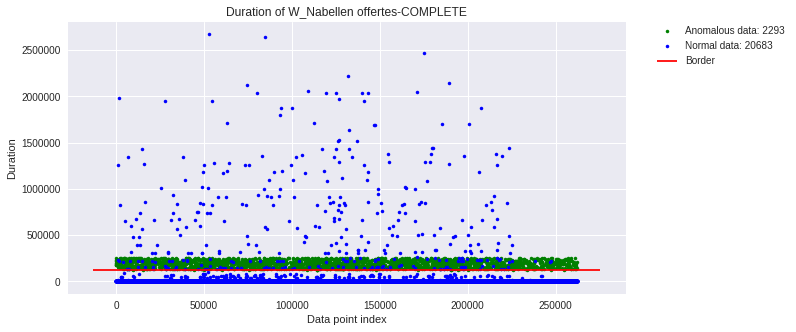 Duration of W_Nabellen offertes-COMPLETE
Anomalous data: 2293
Normal data: 20683
Border
2500000
2000000
1500000
1000000
500000
0
Duration
0
50000
100000
150000
200000
250000
Data point index